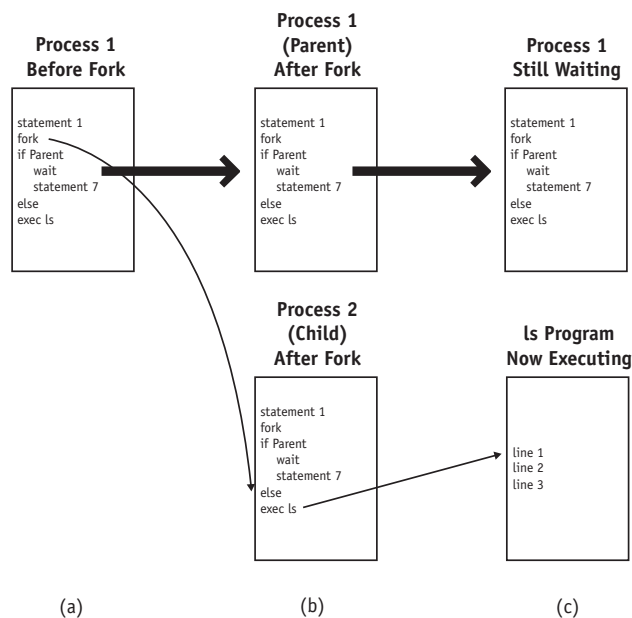 Process 1
Before Fork
statement 1
fork
if Parent
wait
statement 7
else
exec ls
Process 1
(Parent)
After Fork
statement 1
fork
if Parent
wait
statement 7
else
exec ls
Process 1
Still Waiting
statement 1
fork
if Parent
wait
statement 7
else
exec ls
Process 2
(Child)
After Fork
statement 1
fork
if Parent
wait
statement 7
else
exec ls
ls Program
Now Executing
line 1
line 2
line 3
(a)
(b)
(c)